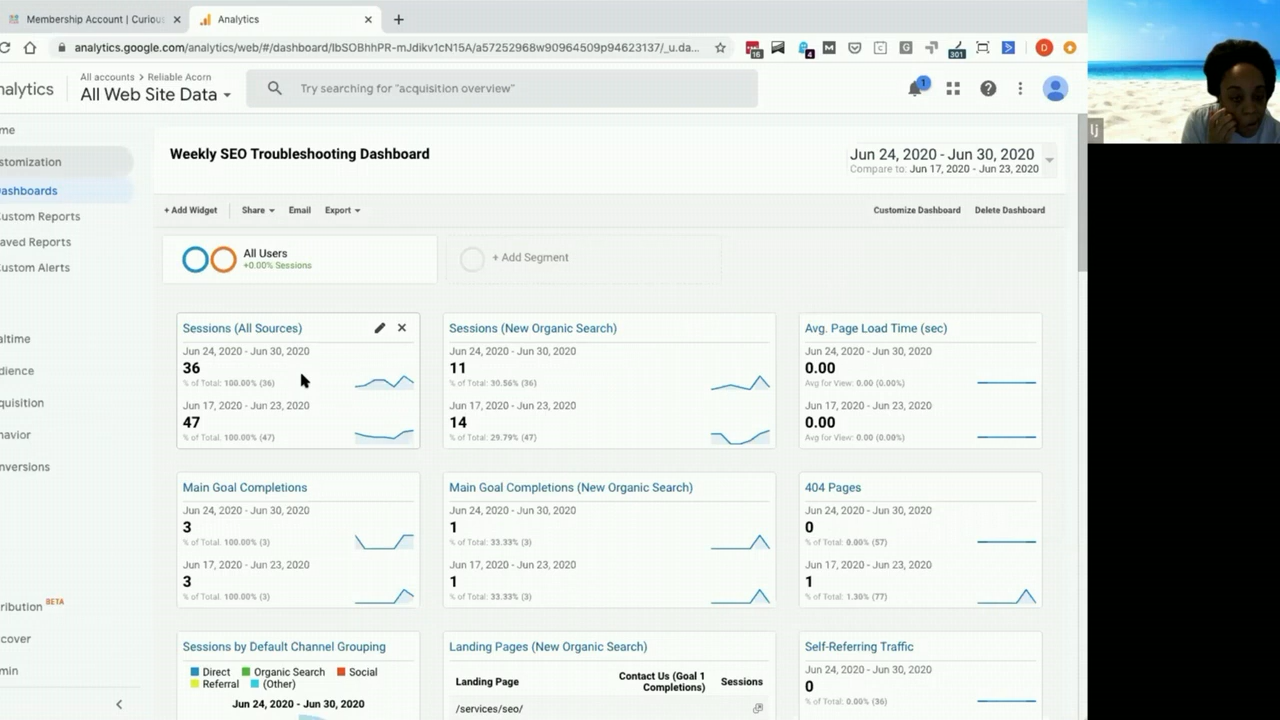 Membership Account | Curiou
Analytics
analytics.google.com/analytics/web/#/dashboard/IbSOBhhPR-mJdikv1cN15A/a57252968w90964509p94623137/_u.da...
16
4
301
D
nalytics
All accounts > Reliable Acorn
All Web Site Data
Try searching for "acquisition overview"
1
lj
me
stomization
ashboards
ustom Reports
aved Reports
ustom Alerts
altime
dience
quisition
havior
nversions
ribution BETA
cover
min
Weekly SEO Troubleshooting Dashboard
Jun 24, 2020 - Jun 30, 2020
Compare to: Jun 17, 2020 - Jun 23, 2020
+ Add Widget
Share
Email
Export
Customize Dashboard
Delete Dashboard
All Users
+0.00% Sessions
+ Add Segment
Sessions (All Sources)
Jun 24, 2020 - Jun 30, 2020
36
% of Total: 100.00% (36)
Jun 17, 2020 - Jun 23, 2020
47
% of Total: 100.00% (47)
Sessions (New Organic Search)
Jun 24, 2020 - Jun 30, 2020
11
% of Total: 30.56% (36)
Jun 17, 2020 - Jun 23, 2020
14
% of Total: 29.79% (47)
Avg. Page Load Time (sec)
Jun 24, 2020 - Jun 30, 2020
0.00
Avg for View: 0.00 (0.00%)
Jun 17, 2020 - Jun 23, 2020
0.00
Avg for View: 0.00 (0.00%)
Main Goal Completions
Jun 24, 2020 - Jun 30, 2020
3
% of Total: 100.00% (3)
Jun 17, 2020 - Jun 23, 2020
3
% of Total: 100.00% (3)
Main Goal Completions (New Organic Search)
Jun 24, 2020 - Jun 30, 2020
1
% of Total: 33.33% (3)
Jun 17, 2020 - Jun 23, 2020
1
% of Total: 33.33% (3)
404 Pages
Jun 24, 2020 - Jun 30, 2020
0
% of Total: 0.00% (57)
Jun 17, 2020 - Jun 23, 2020
1
% of Total: 1.30% (77)
Sessions by Default Channel Grouping
Direct Organic Search Social
Referral (Other)
Jun 24, 2020 - Jun 30, 2020
Landing Pages (New Organic Search)
Landing Page
Contact Us (Goal 1
Completions)
Sessions
/services/seo/
Self-Referring Traffic
Jun 24, 2020 - Jun 30, 2020
0
% of Total: 0.00% (36)